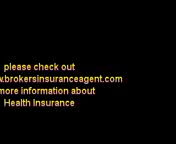 please check out
w.brokersinsuranceagent.com
more information about
Health Insurance